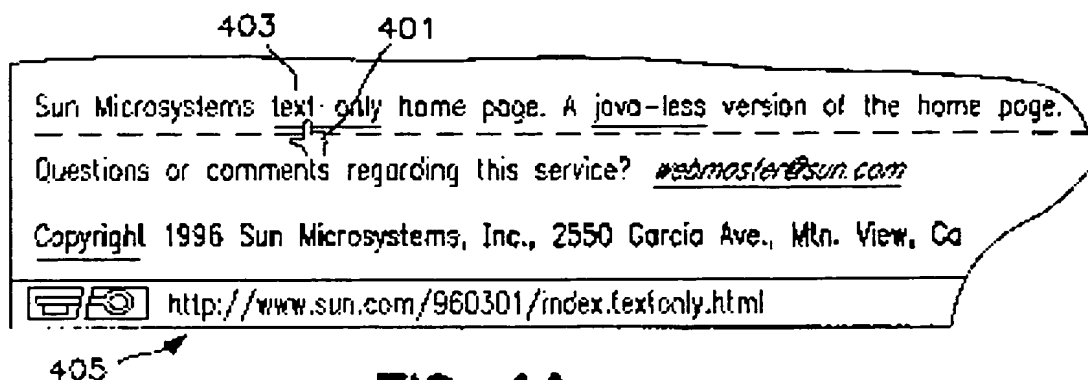 403 401
Sun Microsystems text-only home page. A java-less version of the home page.
Questions or comments regarding this service? webmaster@sun.com
Copyright 1996 Sun Microsystems, Inc., 2550 Garcia Ave., Mtn. View, Ca
http://www.sun.com/960301/index.textonly.html
405